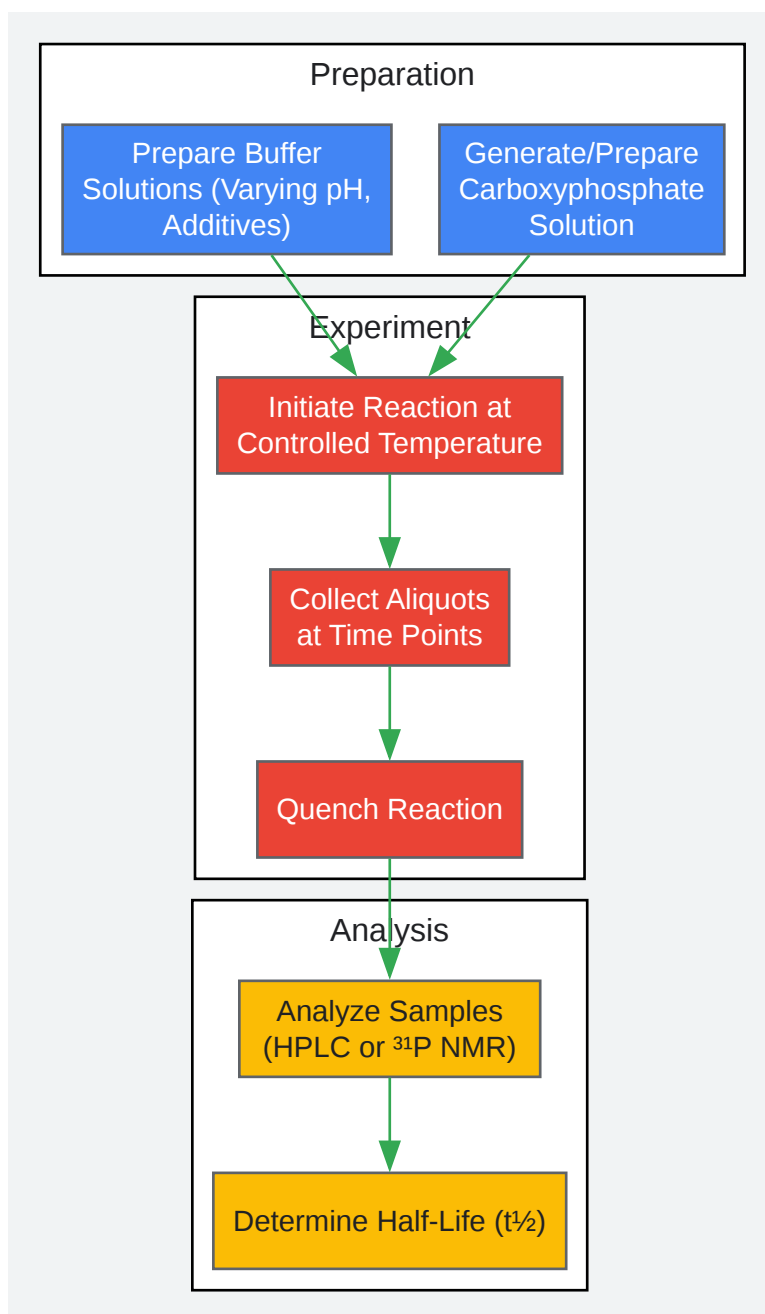 Preparation
Prepare Buffer
Solutions (Varying pH,
Additives)
Generate/Prepare
Carboxyphosphate
Solution
Experiment
Initiate Reaction at
Controlled Temperature
Collect Aliquots
at Time Points
Quench Reaction
Analysis
Analyze Samples
(HPLC or ³¹P NMR)
Determine Half-Life (t½)